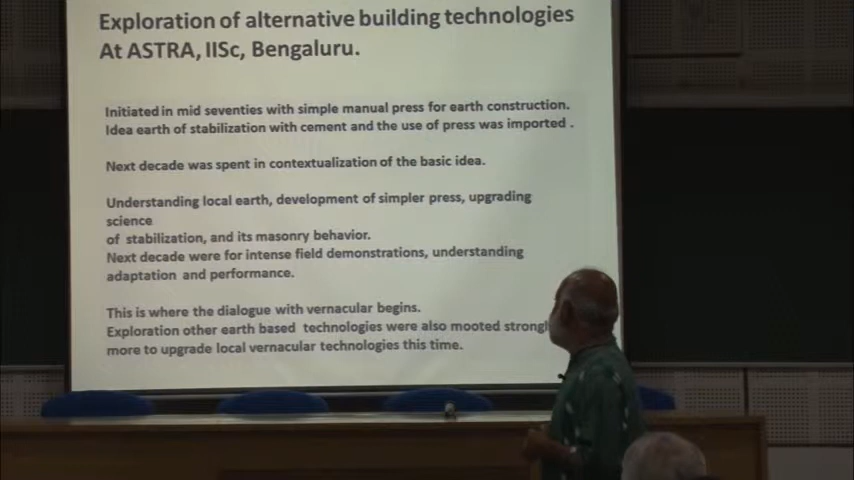 Exploration of alternative building technologies
At ASTRA, IISc, Bengaluru.
Initiated in mid seventies with simple manual press for earth construction.
Idea earth of stabilization with cement and the use of press was imported .
Next decade was spent in contextualization of the basic idea.
Understanding local earth, development of simpler press, upgrading
science
of stabilization, and its masonry behavior.
Next decade were for intense field demonstrations, understanding
adaptation and performance.
This is where the dialogue with vernacular begins.
Exploration other earth based technologies were also mooted strongl
more to upgrade local vernacular technologies this time.